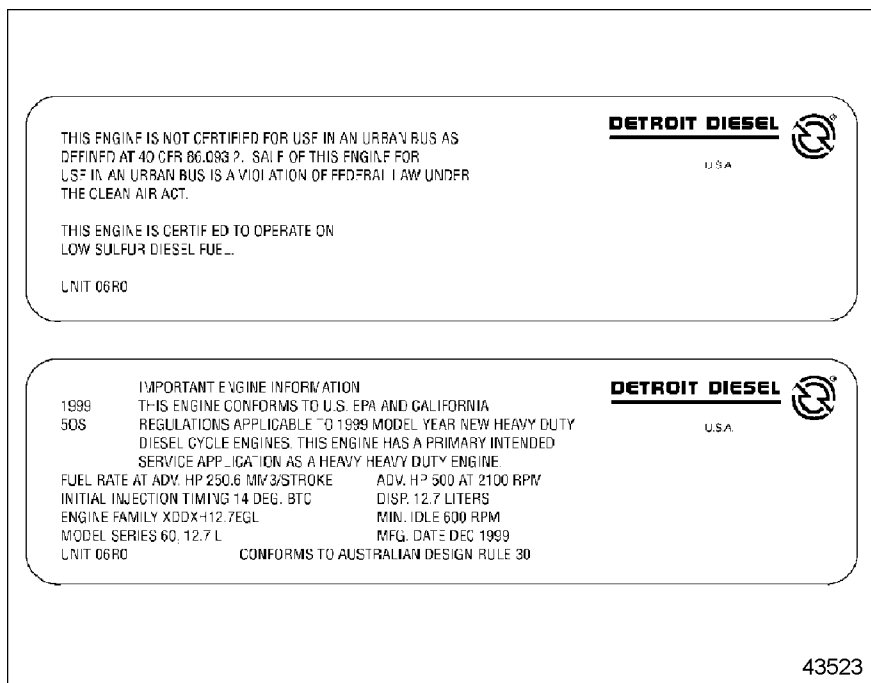 THIS ENGINE IS NOT CERTIFIED FOR USE IN AN URBAN BUS AS
DEFINED AT 40 CFR 86.093 2. SALE OF THIS ENGINE FOR
USE IN AN URBAN BUS IS A VIOLATION OF FEDERAL LAW UNDER
THE CLEAN AIR ACT.
THIS ENGINE IS CERTIFIED TO OPERATE ON
LOW SULFUR DIESEL FUEL.
UNIT 06R0
DETROIT DIESEL
®
U.S.A.
IMPORTANT ENGINE INFORMATION
1999 THIS ENGINE CONFORMS TO U.S. EPA AND CALIFORNIA
50S REGULATIONS APPLICABLE TO 1999 MODEL YEAR NEW HEAVY DUTY
DIESEL CYCLE ENGINES. THIS ENGINE HAS A PRIMARY INTENDED
SERVICE APPLICATION AS A HEAVY HEAVY DUTY ENGINE.
FUEL RATE AT ADV. HP 250.6 MM3/STROKE ADV. HP 500 AT 2100 RPM
INITIAL INJECTION TIMING 14 DEG. BTC DISP. 12.7 LITERS
ENGINE FAMILY XDDXH12.7EGL MIN. IDLE 600 RPM
MODEL SERIES 60, 12.7 L MFG. DATE DEC 1999
UNIT 06R0 CONFORMS TO AUSTRALIAN DESIGN RULE 30
DETROIT DIESEL
®
U.S.A.
43523